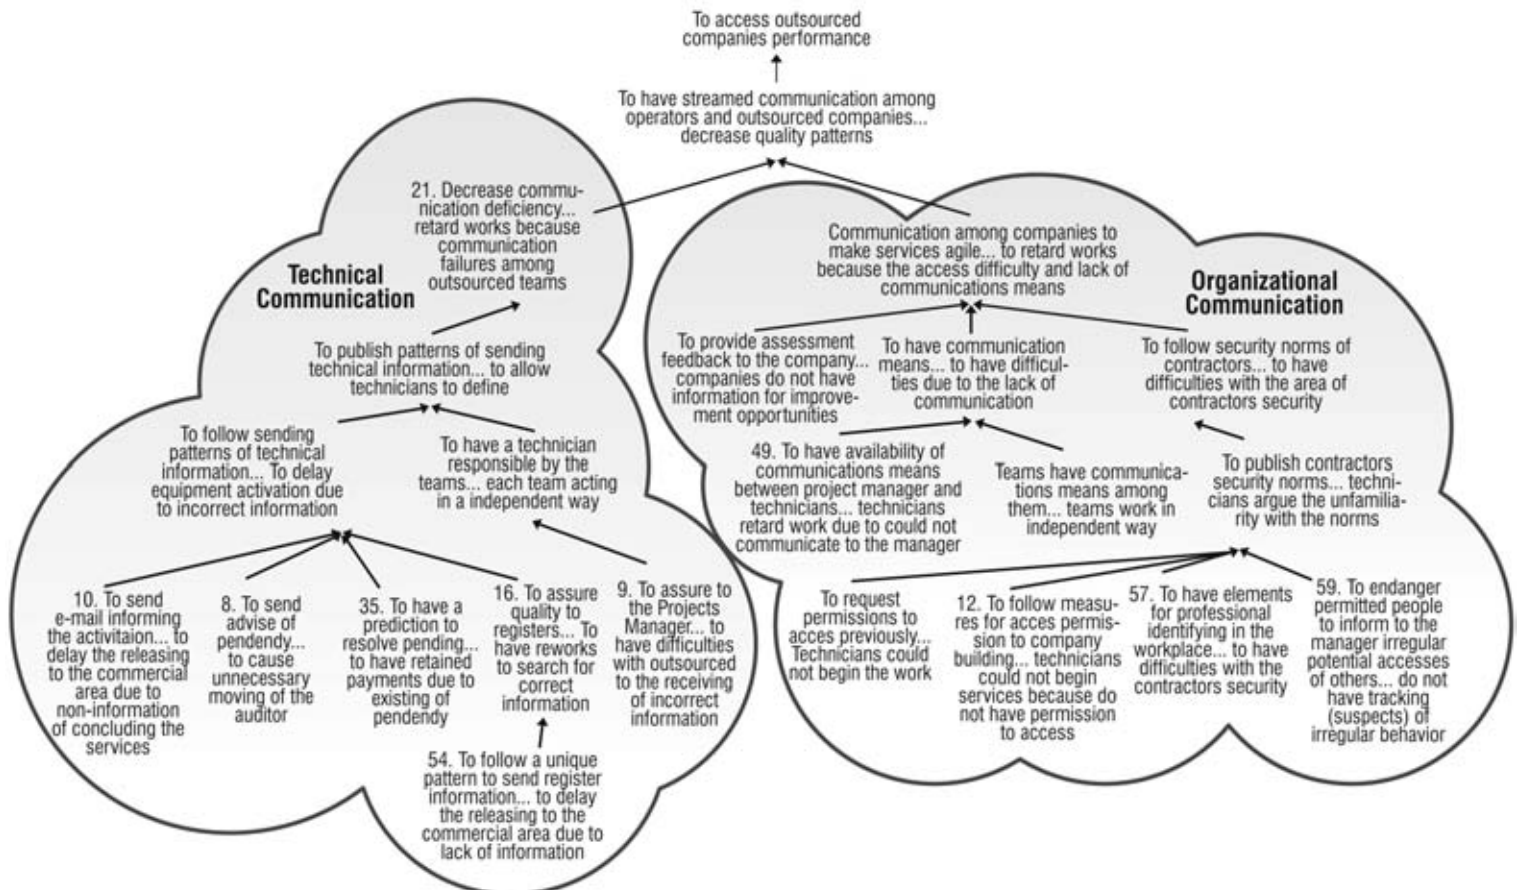 To access outsourced
companies performance
To have streamed communication among
operators and outsourced companies...
decrease quality patterns
21. Decrease commu-
nication deficiency...
retard works because
communication
failures among
outsourced teams
Technical
Communication
To publish patterns of sending
technical information... to allow
technicians to define
To follow sending
patterns of technical
information... To delay
equipment activation due
to incorrect information
To have a technician
responsible by the
teams... each team acting
in a independent way
10. To send
e-mail informing
the activitaion... to
delay the releasing
to the commercial
area due to
non-information
of concluding the
services
8. To send
advise of
pendendy...
to cause
unnecessary
moving of the
auditor
35. To have a
prediction to
resolve pending...
to have retained
payments due to
existing of
pendendy
16. To assure
quality to
registers... To
have reworks
to search for
correct
information
9. To assure to
the Projects
Manager... to
have difficulties
with outsourced
to the receiving
of incorrect
information
54. To follow a unique
pattern to send register
information... to delay
the releasing to the
commercial area due to
lack of information
Communication among companies to
make services agile... to retard works
because the access difficulty and lack of
communications means
Organizational
Communication
To provide assessment
feedback to the company...
companies do not have
information for improve-
ment opportunities
To have communication
means... to have difficul-
ties due to the lack of
communication
To follow security norms of
contractors... to have
difficulties with the area of
contractors security
49. To have availability of
communications means
between project manager and
technicians... technicians
retard work due to could not
communicate to the manager
Teams have communica-
tions means among
them... teams work in
independent way
To publish contractors
security norms... techni-
cians argue the unfamilia-
rity with the norms
To request
permissions to
acces previously...
Technicians could
not begin the work
12. To follow measu-
res for acces permis-
sion to company
building... technicians
could not begin
services because do
not have permission
to access
57. To have elements
for professional
identifying in the
workplace... to have
difficulties with the
contractors security
59. To endanger
permitted people
to inform to the
manager irregular
potential accesses
of others... do not
have tracking
(suspects) of
irregular behavior